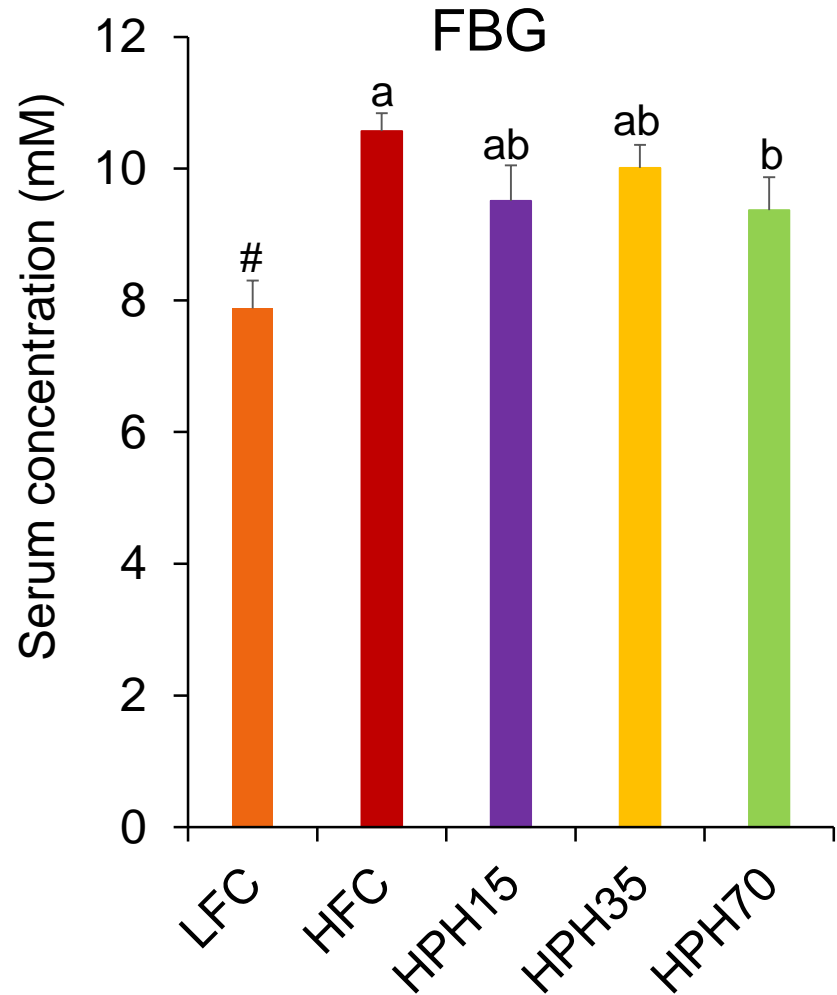 FBG
Serum concentration (mM)
12
10
8
6
4
2
0
#
a
ab
ab
b
LFC
HFC
HPH15
HPH35
HPH70